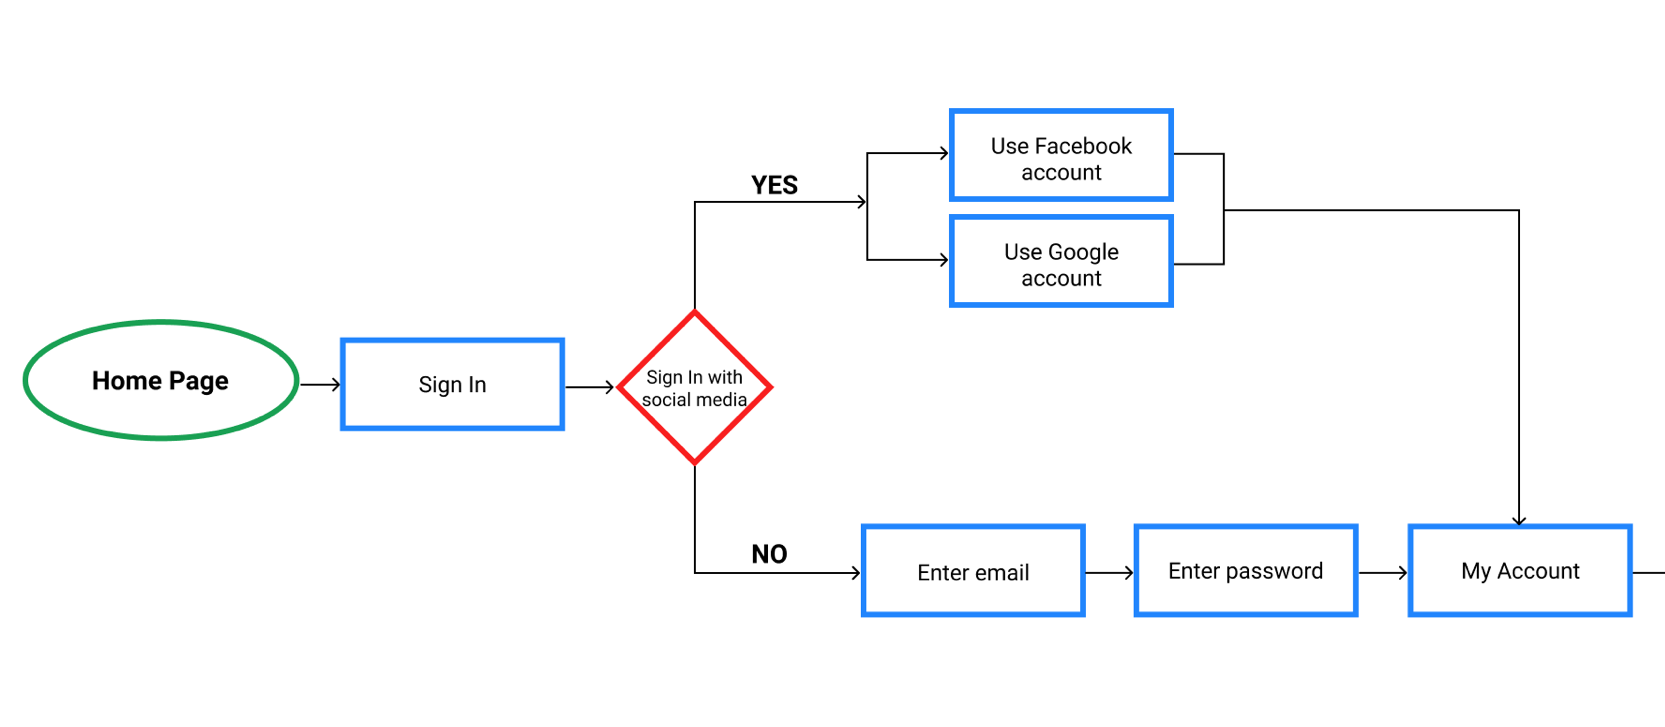 Home Page
Sign In
Sign In with
social media
YES
Use Facebook
account
Use Google
account
NO
Enter email
Enter password
My Account